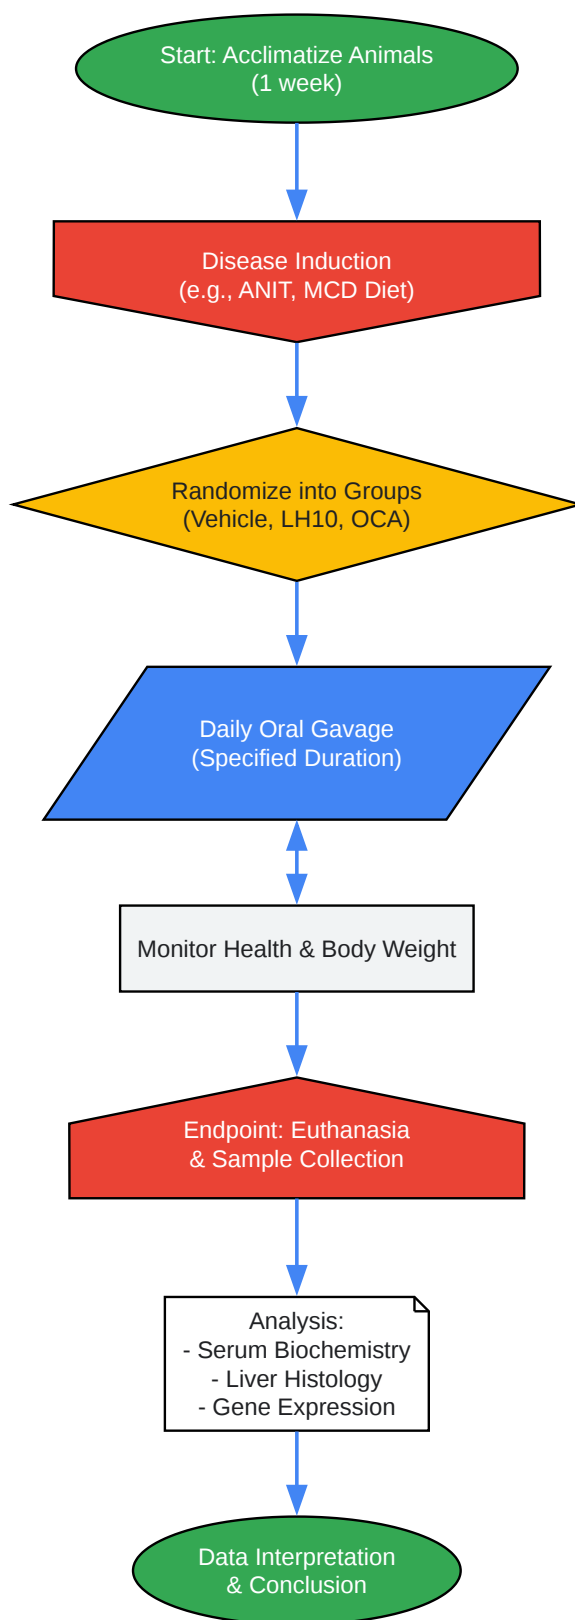 Start: Acclimatize Animals
(1 week)
Disease Induction
(e.g., ANIT, MCD Diet)
Randomize into Groups
(Vehicle, LH10, OCA)
Daily Oral Gavage
(Specified Duration)
Monitor Health & Body Weight
Endpoint: Euthanasia
& Sample Collection
Analysis:
- Serum Biochemistry
- Liver Histology
- Gene Expression
Data Interpretation
& Conclusion